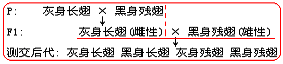 P: 灰身长翅 × 黑身残翅
F1: 灰身长翅(雌性) × 黑身残翅(雄性)
测交后代: 灰身长翅 黑身长翅 灰身残翅 黑身残翅